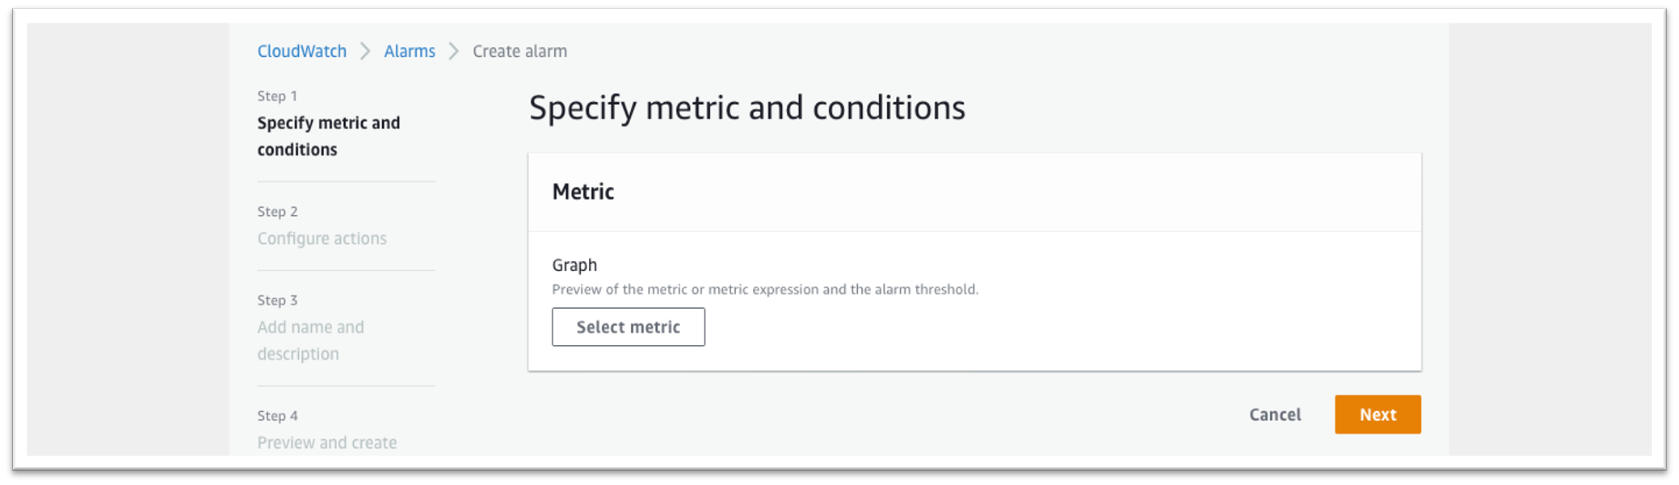 CloudWatch > Alarms > Create alarm
Step 1
Specify metric and
conditions
Step 2
Configure actions
Step 3
Add name and
description
Step 4
Preview and create
Specify metric and conditions
Metric
Graph
Preview of the metric or metric expression and the alarm threshold.
Select metric
Cancel
Next